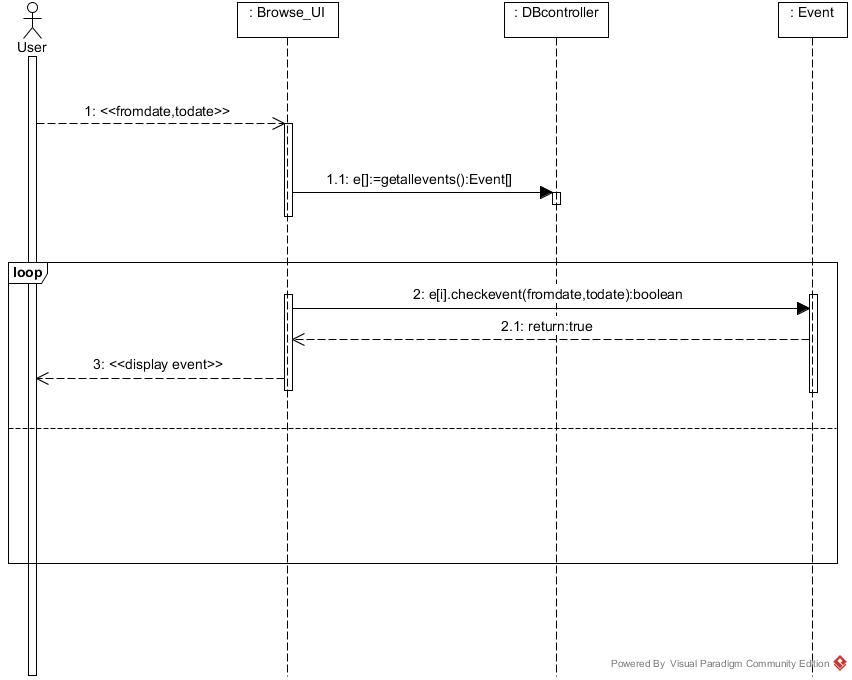 : Browse_UI
: DBcontroller
: Event
User
1: <<fromdate,todate>>
1.1: e[]:=getallevents():Event[]
loop
2: e[i].checkevent(fromdate,todate):boolean
2.1: return:true
3: <<display event>>
Powered By Visual Paradigm Community Edition